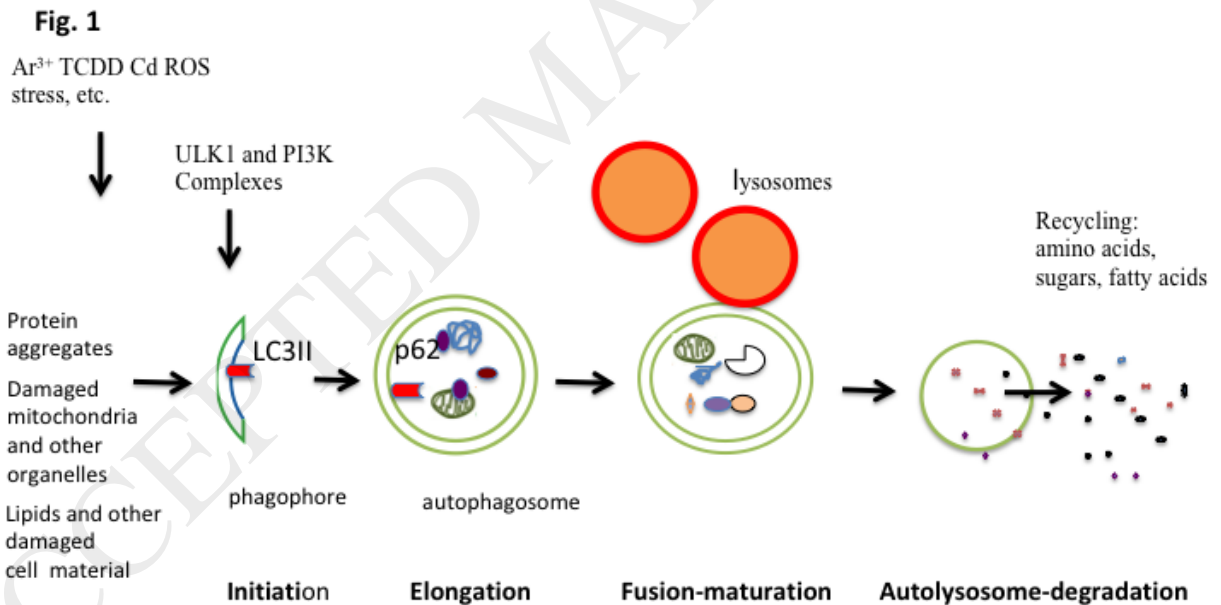 Fig. 1
Ar³⁺ TCDD Cd ROS
stress, etc.
ULK1 and PI3K
Complexes
lysosomes
Recycling:
amino acids,
sugars, fatty acids
Protein
aggregates
Damaged
mitochondria
and other
organelles
Lipids and other
damaged
cell material
LC3II
p62
phagophore
autophagosome
Initiation
Elongation
Fusion-maturation
Autolysosome-degradation
CCEPTED MA